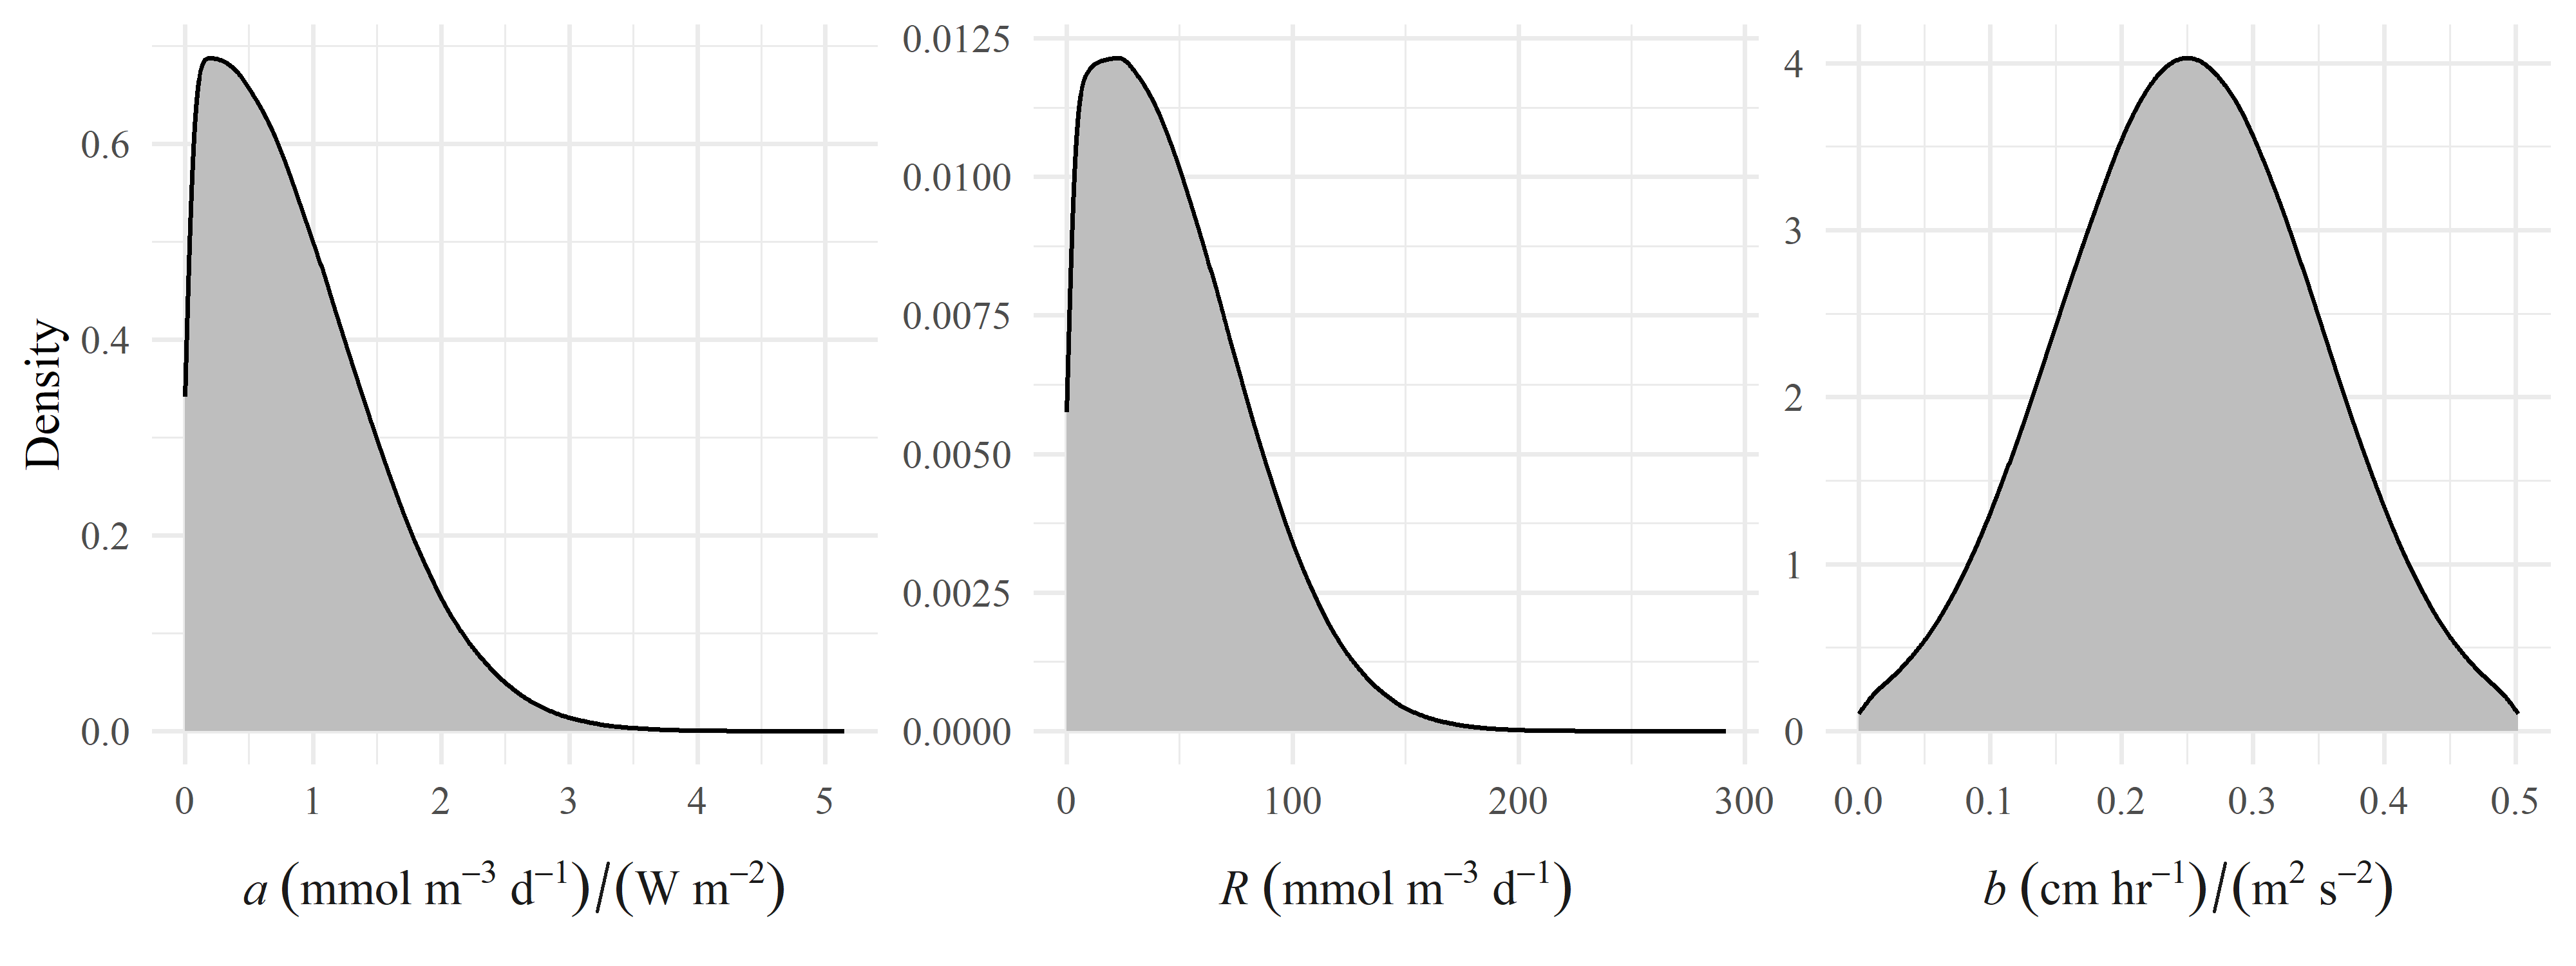 Density
0.6
0.4
0.2
0.0
0 1 2 3 4 5
a (mmol m⁻³ d⁻¹)/(W m⁻²)
0.0125
0.0100
0.0075
0.0050
0.0025
0.0000
0 100 200 300
R (mmol m⁻³ d⁻¹)
4
3
2
1
0
0.0 0.1 0.2 0.3 0.4 0.5
b (cm hr⁻¹)/(m² s⁻²)